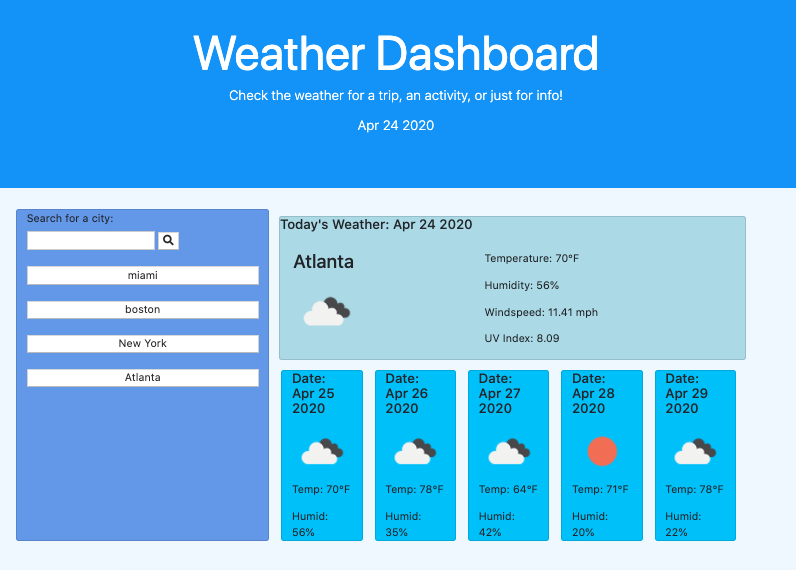 Weather Dashboard
Check the weather for a trip, an activity, or just for info!
Apr 24 2020
Search for a city:
miami
boston
New York
Atlanta
Today's Weather: Apr 24 2020
Atlanta
Temperature: 70°F
Humidity: 56%
Windspeed: 11.41 mph
UV Index: 8.09
Date:
Apr 25
2020
Temp: 70°F
Humid:
56%
Date:
Apr 26
2020
Temp: 78°F
Humid:
35%
Date:
Apr 27
2020
Temp: 64°F
Humid:
42%
Date:
Apr 28
2020
Temp: 71°F
Humid:
20%
Date:
Apr 29
2020
Temp: 78°F
Humid:
22%